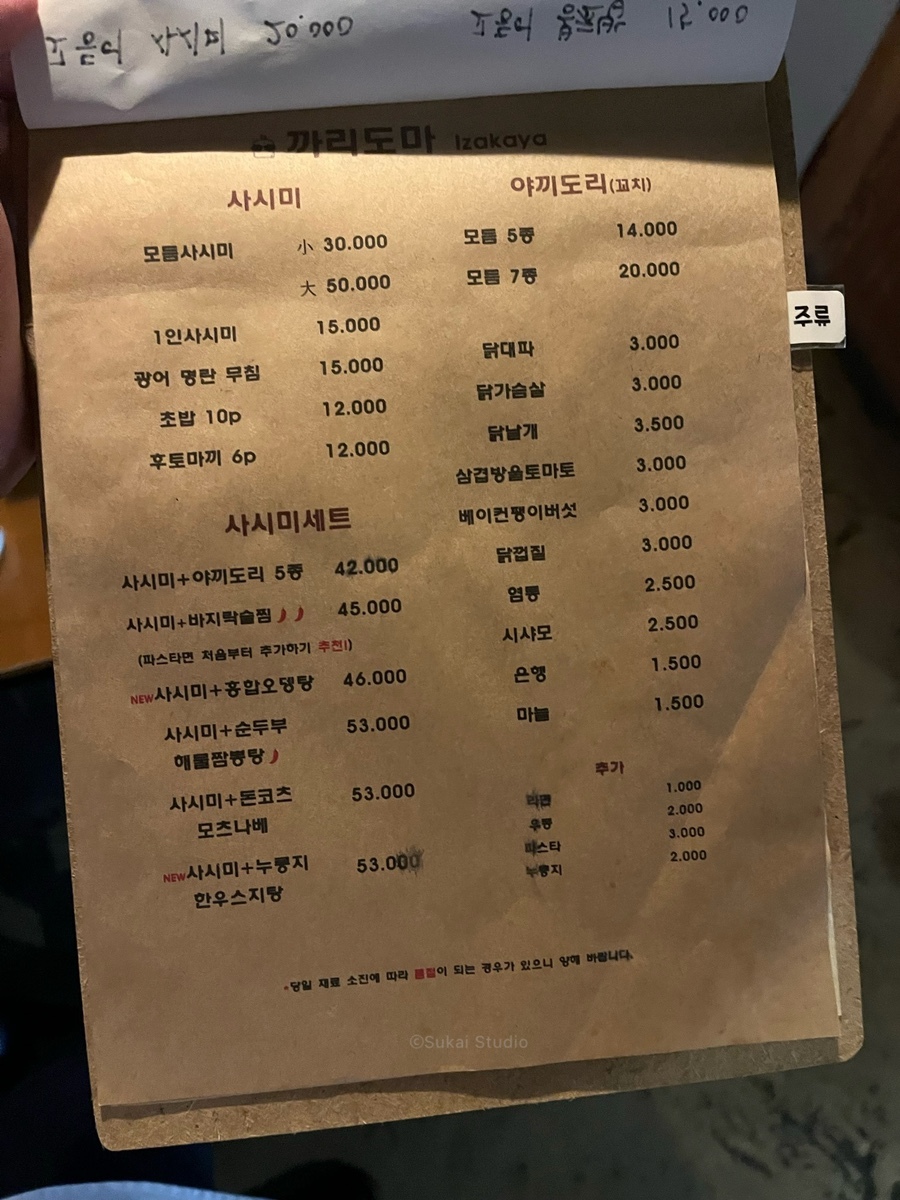 사시미 20.000
12.000
까리도마 Izakaya
사시미
모듬사시미 小 30.000
大 50.000
1인사시미 15.000
광어 명란 무침 15.000
초밥 10p 12.000
후토마끼 6p 12.000
사시미세트
사시미+야끼도리 5종 42.000
사시미+바지락술찜 45.000
(파스타면 처음부터 추가하기 추천!)
NEW 사시미+홍합오뎅탕 46.000
사시미+순두부 53.000
해물짬뽕탕
사시미+돈코츠 53.000
모츠나베
NEW 사시미+누룽지 53.000
한우스지탕
야끼도리(꼬치)
모듬 5종 14.000
모듬 7종 20.000
닭대파 3.000
닭가슴살 3.000
닭날개 3.500
삼겹방울토마토 3.000
베이컨팽이버섯 3.000
닭껍질 3.000
염통 2.500
시샤모 2.500
은행 1.500
마늘 1.500
추가
라면 1.000
우동 2.000
파스타 3.000
누룽지 2.000
*당일 재료 소진에 따라 품절이 되는 경우가 있으니 양해 바랍니다.
주류
©Sukai Studio